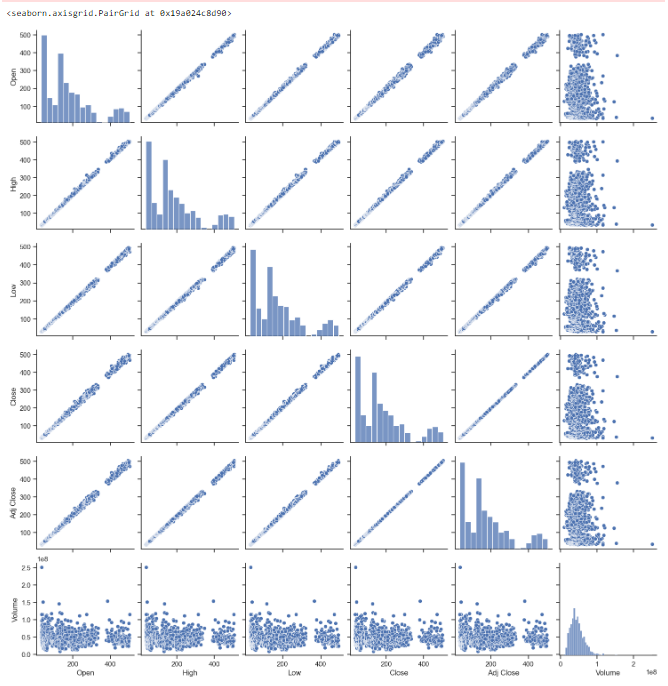 <seaborn.axisgrid.PairGrid at 0x19a024c8d90>
500
400
300
200
100
Open
500
400
300
200
100
High
500
400
300
200
100
Low
500
400
300
200
100
Close
500
400
300
200
100
Adj Close
1e8
2.5
2.0
1.5
1.0
0.5
0.0
Volume
200 400 200 400 200 400 200 400 200 400 0 1 2
1e8
Open High Low Close Adj Close Volume